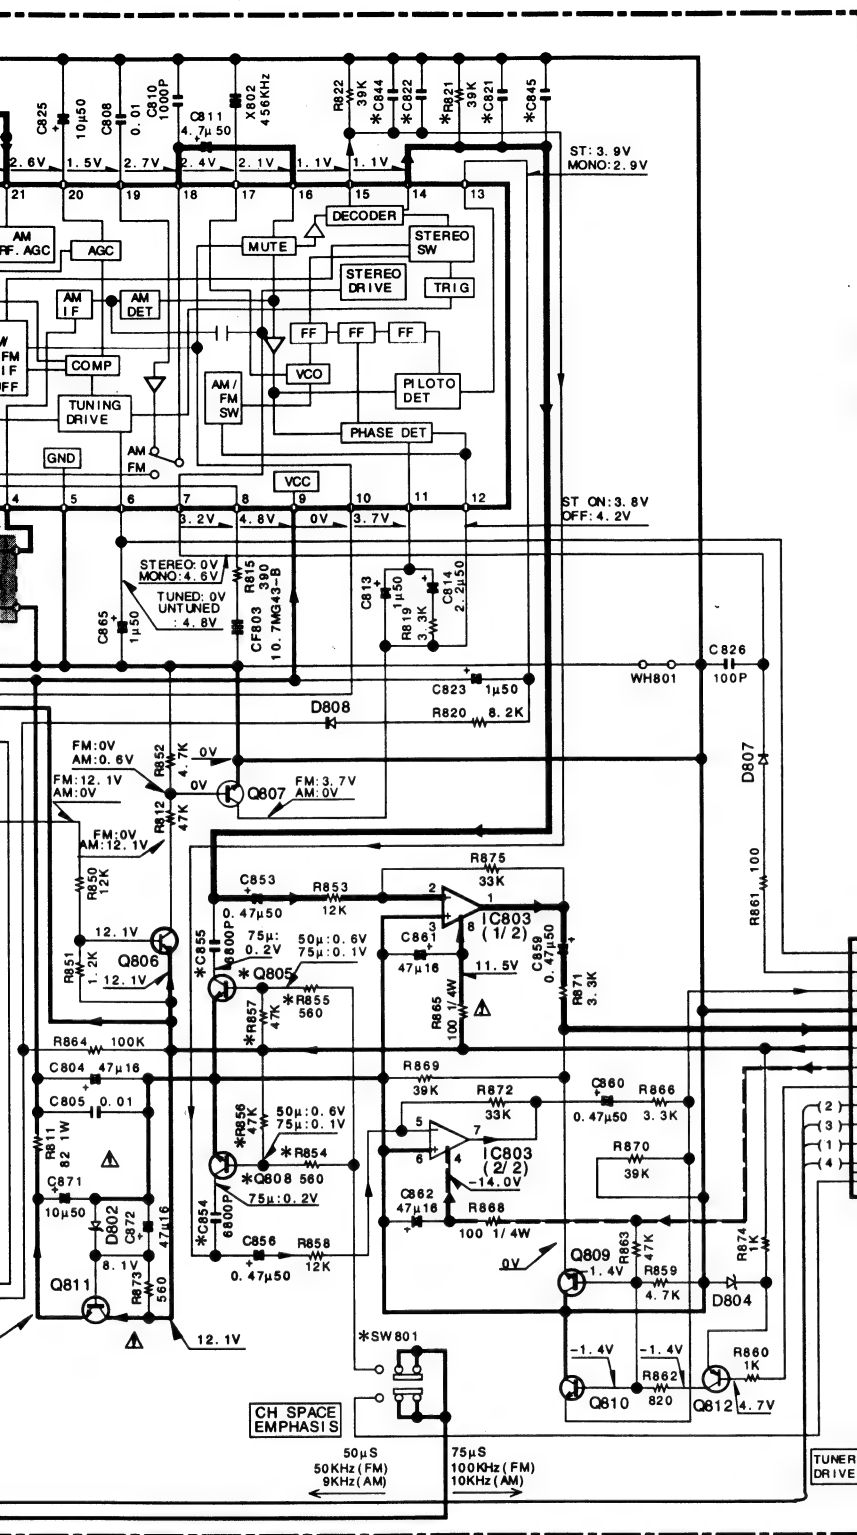 C825
10μ50
C808
0.01
C810
1000P
C811
4.7μ50
X802
456KHz
R822
39K
*C844
*C822
*R821
39K
*C821
*C845
ST:3.9V
MONO:2.9V
2.6V
1.5V
2.7V
2.4V
2.1V
1.1V
1.1V
21
20
19
18
17
16
15
14
13
AM
RF.AGC
AGC
MUTE
DECODER
STEREO
SW
STEREO
DRIVE
TRIG
AM
IF
AM
DET
FM
IF
FF
FF
FF
COMP
VCO
AM/
FM
SW
PILOTO
DET
TUNING
DRIVE
PHASE DET
AM
FM
GND
VCC
4
5
6
7
8
9
10
11
12
3.2V
4.8V
0V
3.7V
ST ON:3.8V
OFF:4.2V
STEREO:0V
MONO:4.6V
TUNED:0V
UNTUNED
:4.8V
C865
1μ50
R815
390
CF803
10.7MG43-B
C813
1μ50
R819
3.3K
C814
2.2μ50
C823
1μ50
WH801
C826
100P
D808
R820
8.2K
D807
FM:0V
AM:0.6V
R852
4.7K
0V
FM:12.1V
AM:0V
0V
Q807
FM:3.7V
AM:0V
R812
47K
FM:0V
AM:12.1V
R850
12K
R861
100
R875
33K
C853
0.47μ50
R853
12K
2
1
3
8
IC803
(1/2)
12.1V
Q806
R851
1.2K
12.1V
*C855
6800P
75μ:
0.2V
50μ:0.6V
75μ:0.1V
C861
47μ16
11.5V
C859
0.47μ50
R871
3.3K
*Q805
*R855
560
*R857
47K
R865
100 1/4W
R864
100K
C804
47μ16
C805
0.01
R811
82 1W
R869
39K
R872
33K
C860
0.47μ50
R866
3.3K
*R856
47K
50μ:0.6V
75μ:0.1V
5
7
6
4
IC803
(2/2)
R870
39K
(2)
(3)
(1)
(4)
*R854
560
*Q808
75μ:0.2V
-14.0V
C871
10μ50
D802
C872
47μ16
*C854
6800P
C862
47μ16
R868
100 1/4W
C856
0.47μ50
R858
12K
8.1V
R873
560
Q811
0V
Q809
-1.4V
R863
47K
R859
4.7K
D804
R874
1K
12.1V
*SW801
-1.4V
-1.4V
R860
1K
R862
820
Q810
Q812
4.7V
CH SPACE
EMPHASIS
50μS
50KHz(FM)
9KHz(AM)
75μS
100KHz(FM)
10KHz(AM)
TUNER
DRIVE